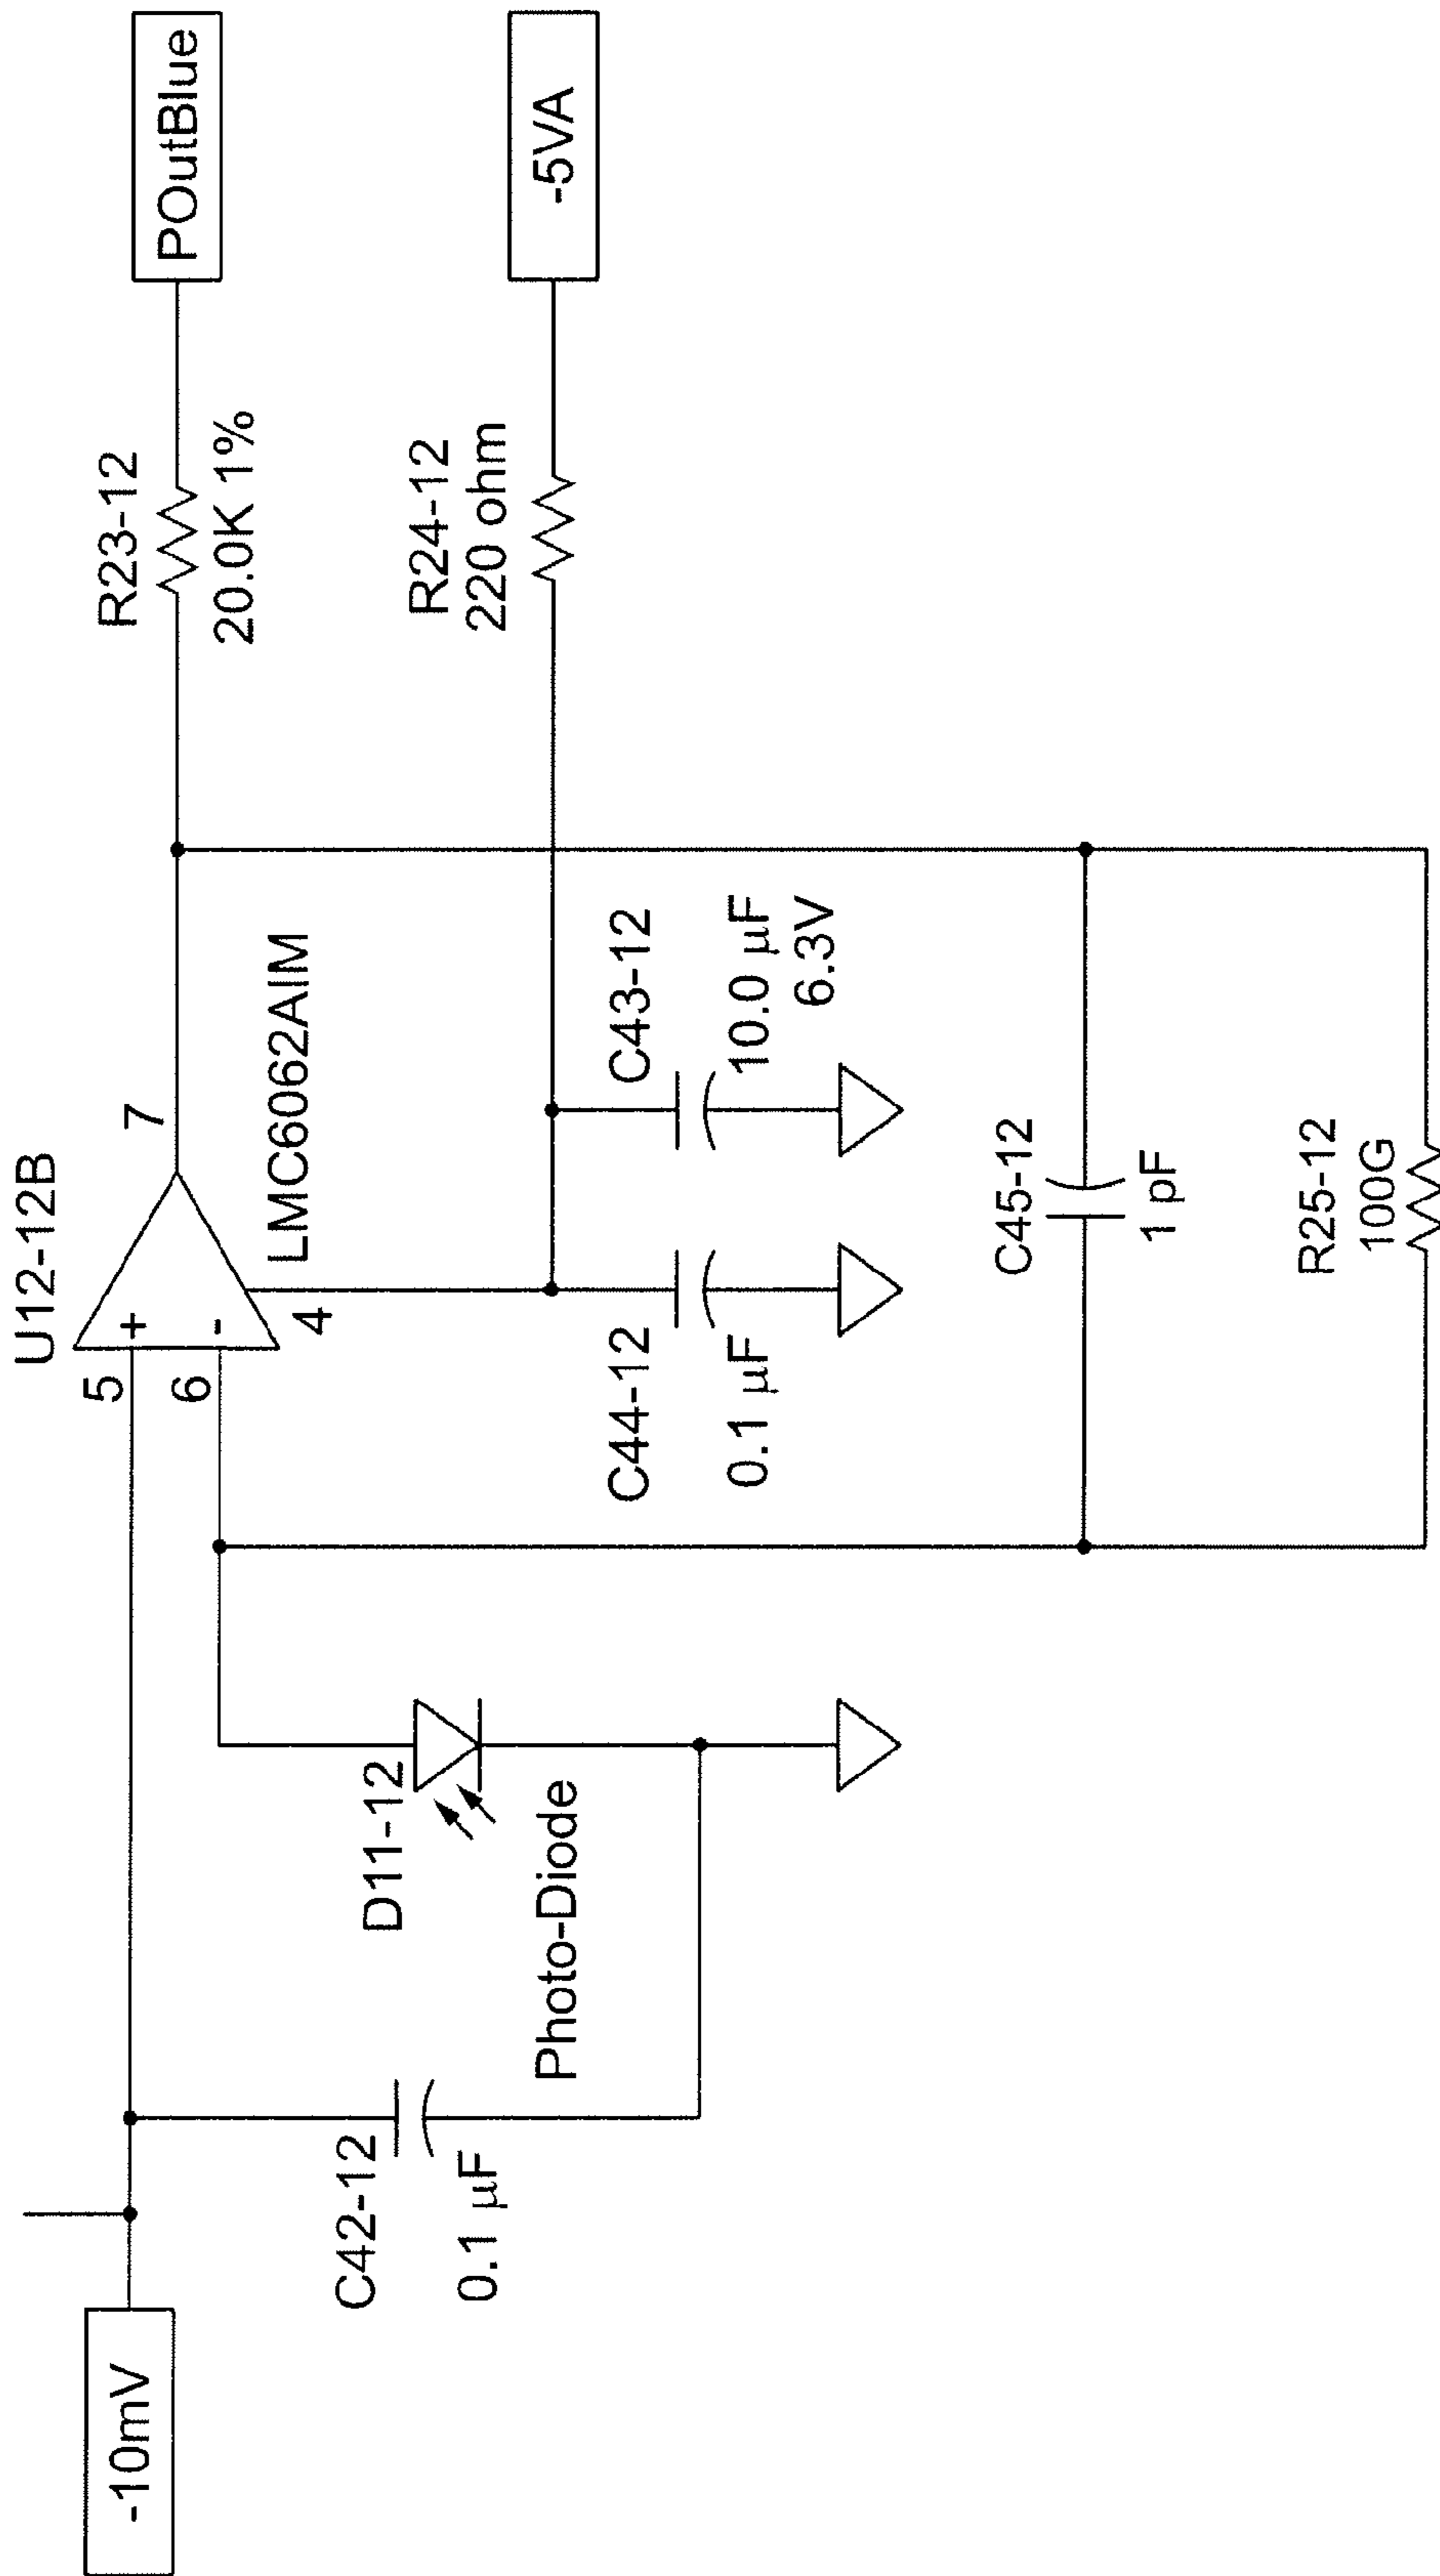 U12-12B
-10mV
5
+
6
-
7
4
LMC6062AIM
R23-12
20.0K 1%
POutBlue
C42-12
0.1 µF
D11-12
Photo-Diode
R24-12
220 ohm
-5VA
C44-12
0.1 µF
C43-12
10.0 µF
6.3V
C45-12
1 pF
R25-12
100G